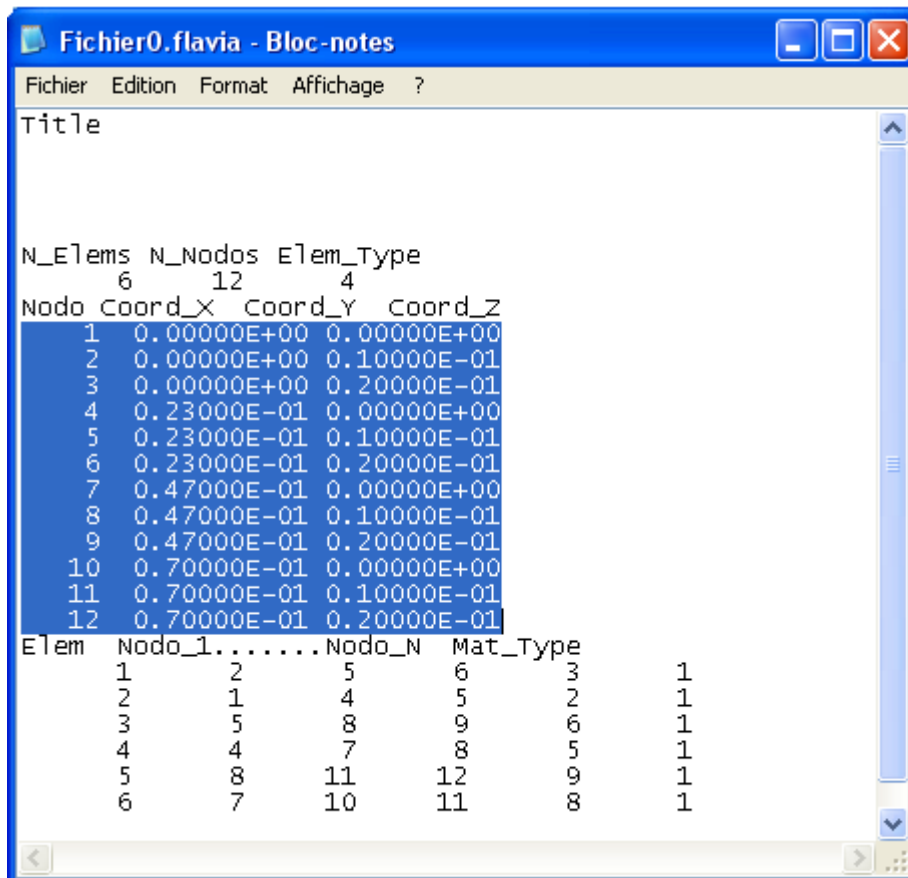 Fichier0.flavia - Bloc-notes
Fichier Edition Format Affichage ?
Title
N_Elems N_Nodos Elem_Type
6 12 4
Nodo Coord_X Coord_Y Coord_Z
1 0.00000E+00 0.00000E+00
2 0.00000E+00 0.10000E-01
3 0.00000E+00 0.20000E-01
4 0.23000E-01 0.00000E+00
5 0.23000E-01 0.10000E-01
6 0.23000E-01 0.20000E-01
7 0.47000E-01 0.00000E+00
8 0.47000E-01 0.10000E-01
9 0.47000E-01 0.20000E-01
10 0.70000E-01 0.00000E+00
11 0.70000E-01 0.10000E-01
12 0.70000E-01 0.20000E-01
Elem Nodo_1.......Nodo_N Mat_Type
1 2 5 6 3 1
2 1 4 5 2 1
3 5 8 9 6 1
4 4 7 8 5 1
5 8 11 12 9 1
6 7 10 11 8 1